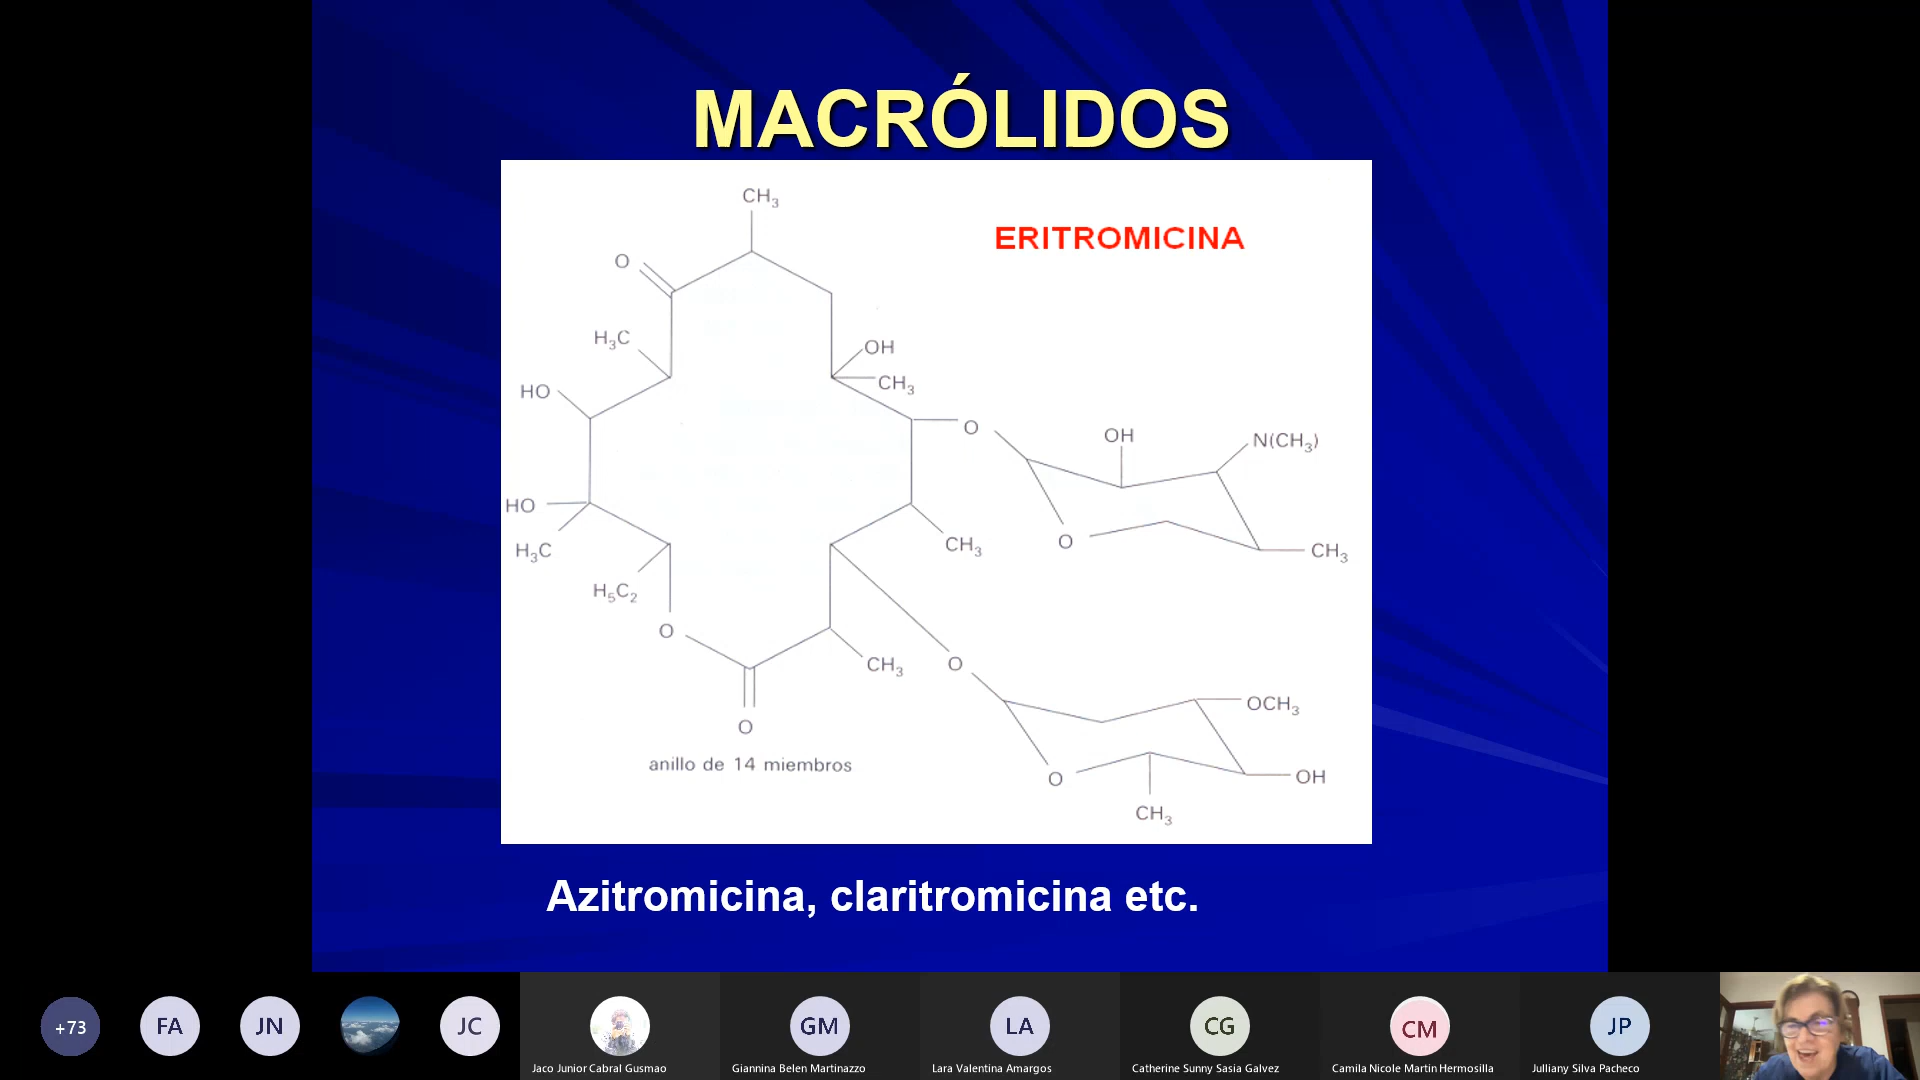 MACRÓLIDOS
CH3
ERITROMICINA
O
H3C
OH
CH3
HO
O
OH
N(CH3)
HO
H3C
CH3
O
CH3
H5C2
O
CH3
O
OCH3
O
anillo de 14 miembros
O
OH
CH3
Azitromicina, claritromicina etc.
+73
FA
JN
JC
GM
LA
CG
CM
JP
Jaco Junior Cabral Gusmao
Giannina Belen Martinazzo
Lara Valentina Amargos
Catherine Sunny Sasia Galvez
Camila Nicole Martin Hermosilla
Julliany Silva Pacheco